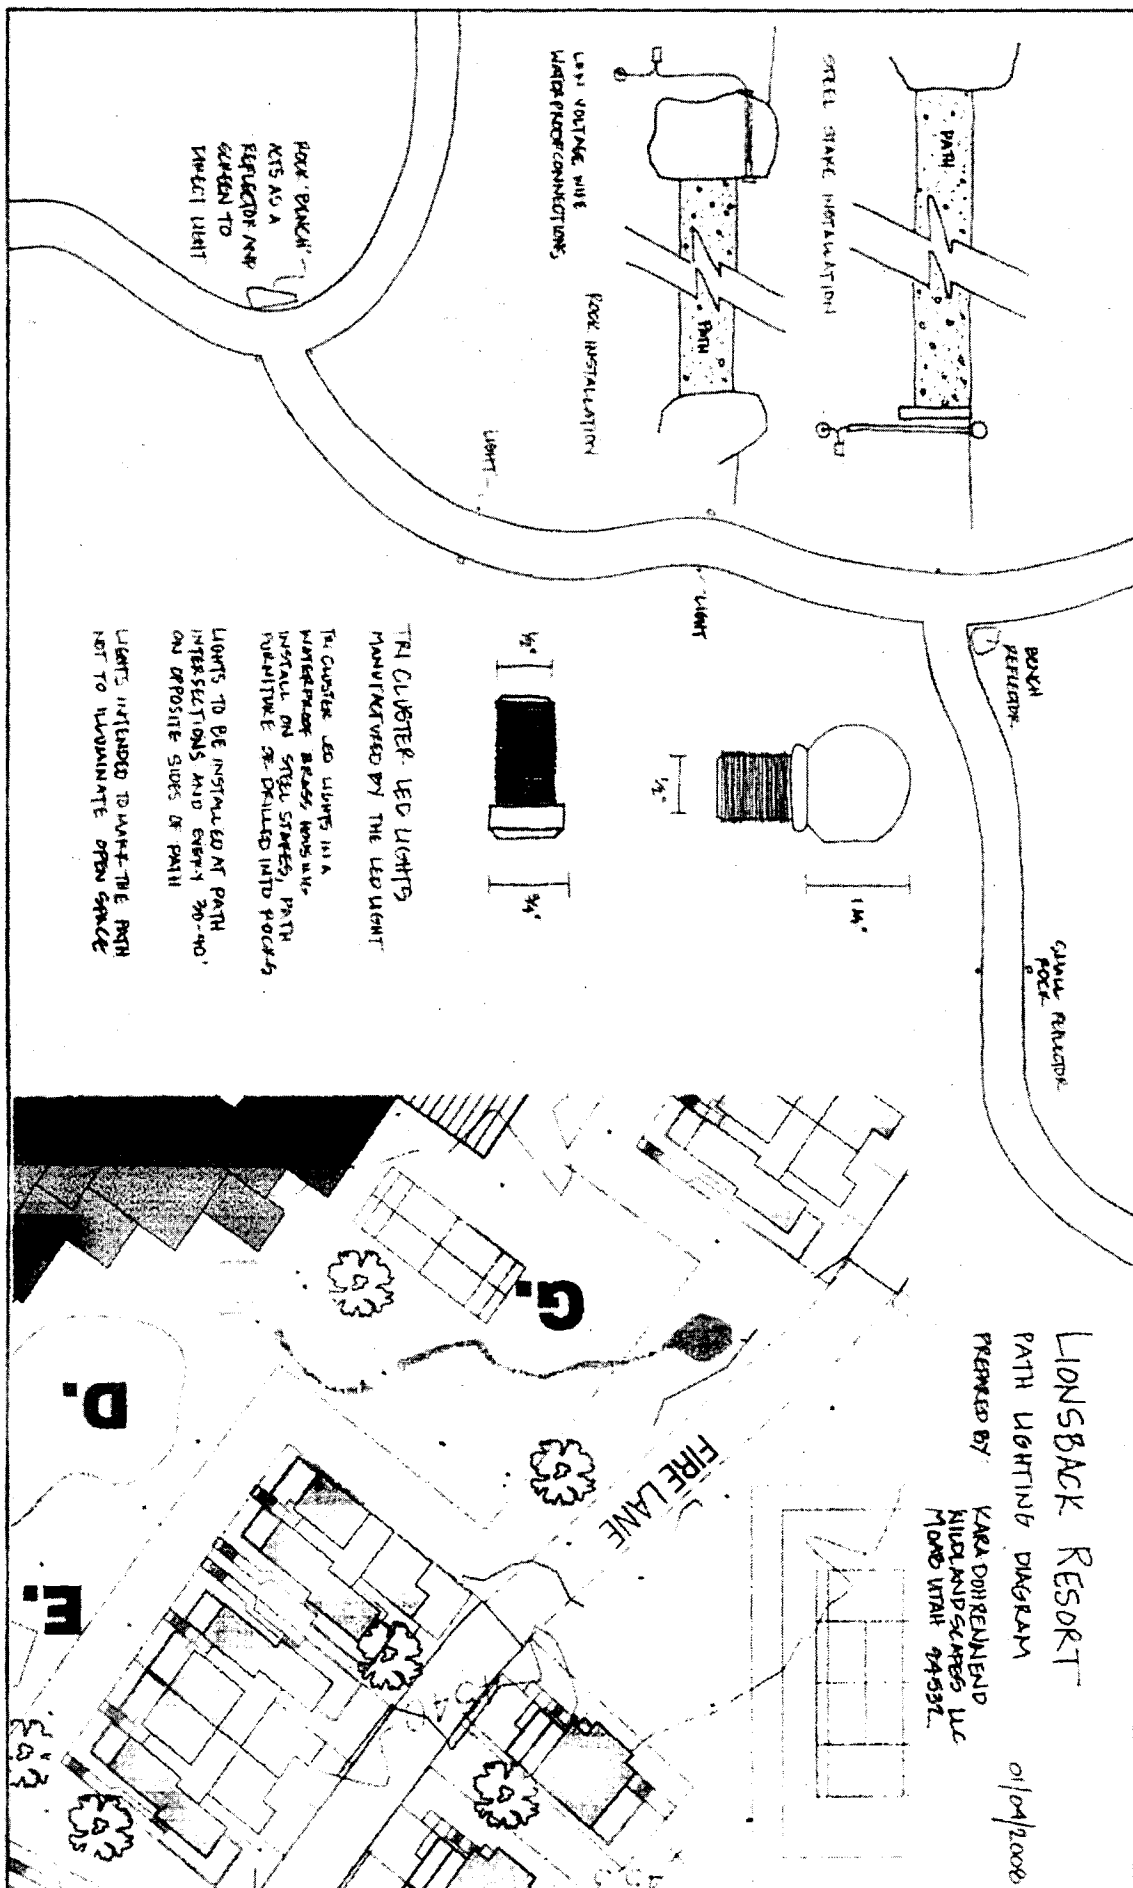 LIONSBACK RESORT
PATH LIGHTING DIAGRAM
01/04/2008
PREPARED BY:
KARA DOHRENWEND
WILDLANDSCAPES LLC
MOAB UTAH
STEEL STAKE INSTALLATION
PATH
LOW VOLTAGE WIRE
WATERPROOF CONNECTIONS
ROCK INSTALLATION
PATH
ROCK 'BENCH'
ACTS AS A
REFLECTOR AND
SCREEN TO
DIRECT LIGHT
LIGHT
LIGHT
BENCH
REFLECTOR
SMALL REFLECTOR
ROCK
1/2"
3/4"
1/2"
TRI CLUSTER LED LIGHTS
MANUFACTURED BY THE LED LIGHT
TRI CLUSTER LED LIGHTS IN A
WATERPROOF BRASS HOUSING
INSTALL ON STEEL STAKES, PATH
FURNITURE OR DRILLED INTO ROCKS.
LIGHTS TO BE INSTALLED AT PATH
INTERSECTIONS AND EVERY 30-40'
ON OPPOSITE SIDES OF PATH
LIGHTS INTENDED TO MARK THE PATH
NOT TO ILLUMINATE OPEN SPACE
G.
D.
E.
FIRE LANE